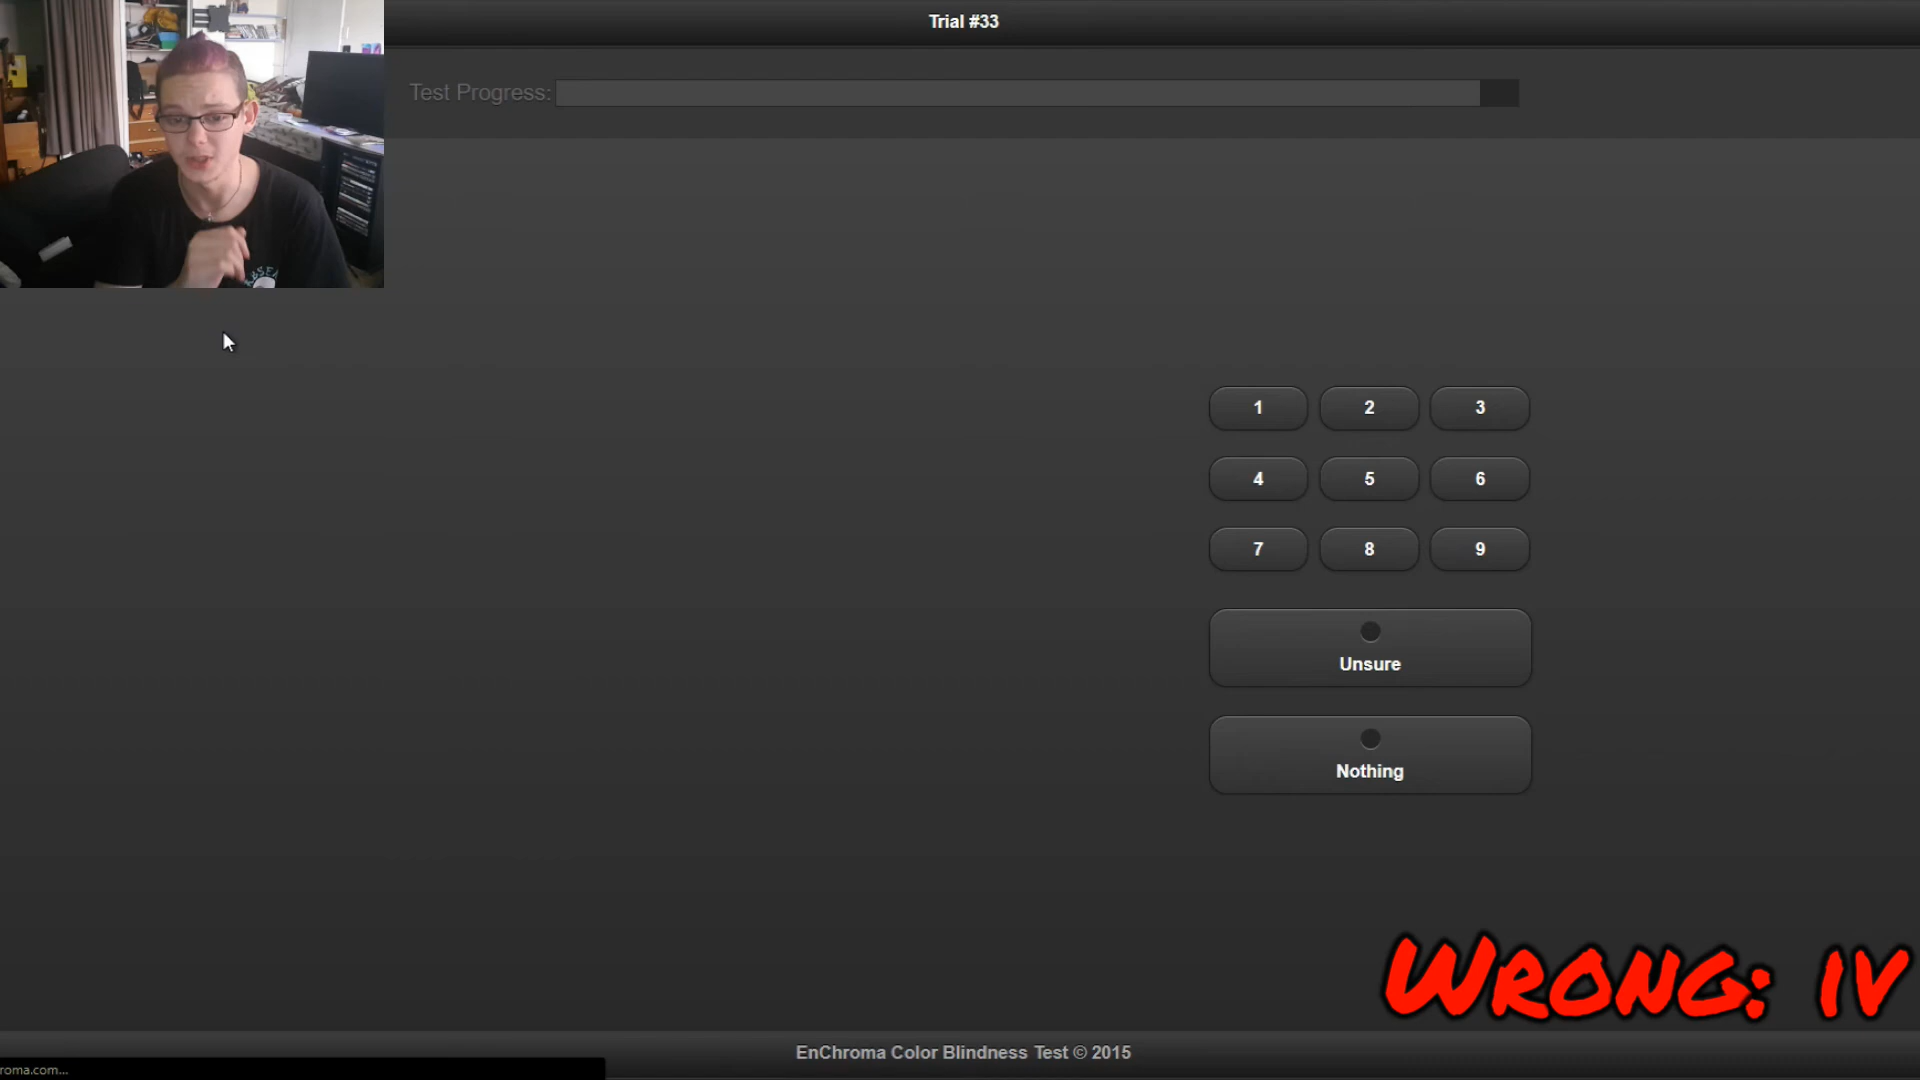 Trial #33
Test Progress:
1 2 3
4 5 6
7 8 9
Unsure
Nothing
Wrong: IV
EnChroma Color Blindness Test © 2015
roma.com...